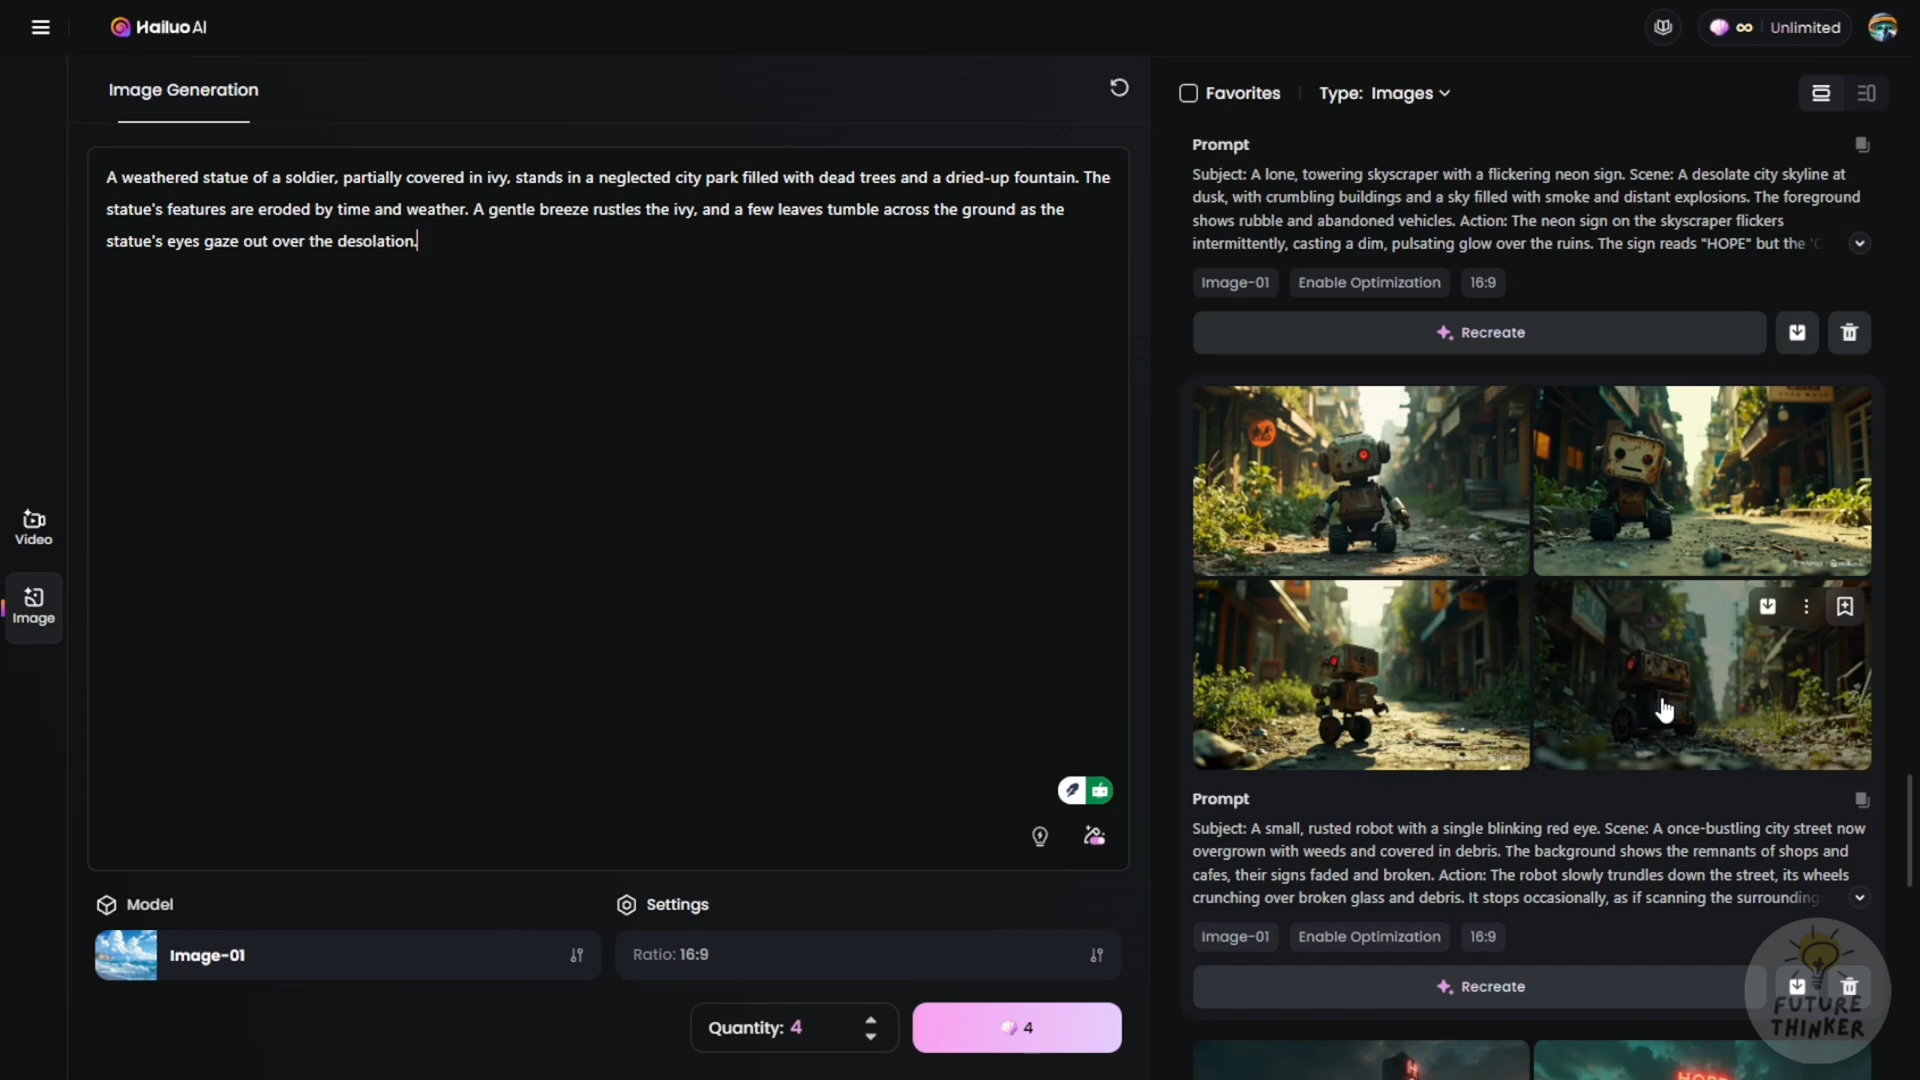 Hailuo AI
Unlimited
Image Generation
Favorites
Type: Images
A weathered statue of a soldier, partially covered in ivy, stands in a neglected city park filled with dead trees and a dried-up fountain. The
statue's features are eroded by time and weather. A gentle breeze rustles the ivy, and a few leaves tumble across the ground as the
statue's eyes gaze out over the desolation.
Video
Image
Model
Image-01
Settings
Ratio: 16:9
Quantity: 4
4
Prompt
Subject: A lone, towering skyscraper with a flickering neon sign. Scene: A desolate city skyline at
dusk, with crumbling buildings and a sky filled with smoke and distant explosions. The foreground
shows rubble and abandoned vehicles. Action: The neon sign on the skyscraper flickers
intermittently, casting a dim, pulsating glow over the ruins. The sign reads "HOPE" but the
Image-01
Enable Optimization
16:9
Recreate
Prompt
Subject: A small, rusted robot with a single blinking red eye. Scene: A once-bustling city street now
overgrown with weeds and covered in debris. The background shows the remnants of shops and
cafes, their signs faded and broken. Action: The robot slowly trundles down the street, its wheels
crunching over broken glass and debris. It stops occasionally, as if scanning the surrounding
Image-01
Enable Optimization
16:9
Recreate
FUTURE
THINKER